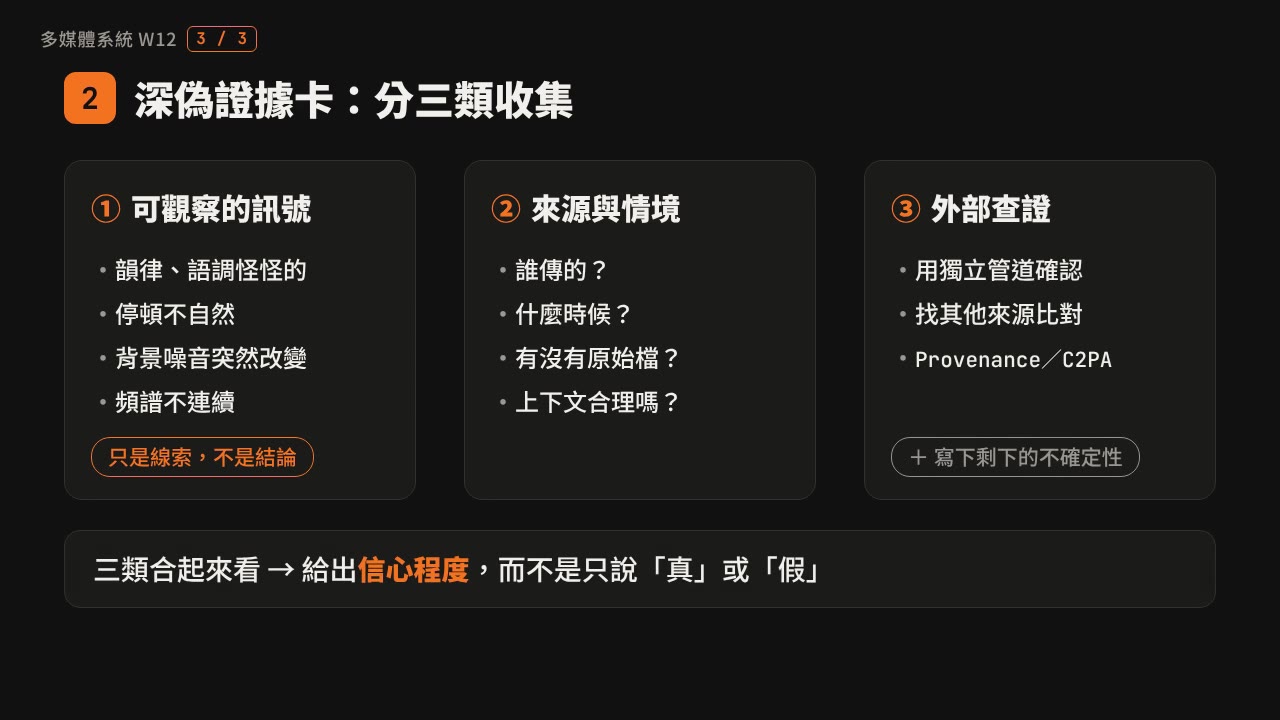 多媒體系統 W12 3 / 3
2 深偽證據卡：分三類收集
① 可觀察的訊號
・韻律、語調怪怪的
・停頓不自然
・背景噪音突然改變
・頻譜不連續
只是線索，不是結論
② 來源與情境
・誰傳的？
・什麼時候？
・有沒有原始檔？
・上下文合理嗎？
③ 外部查證
・用獨立管道確認
・找其他來源比對
・Provenance／C2PA
＋ 寫下剩下的不確定性
三類合起來看 → 給出信心程度，而不是只說「真」或「假」